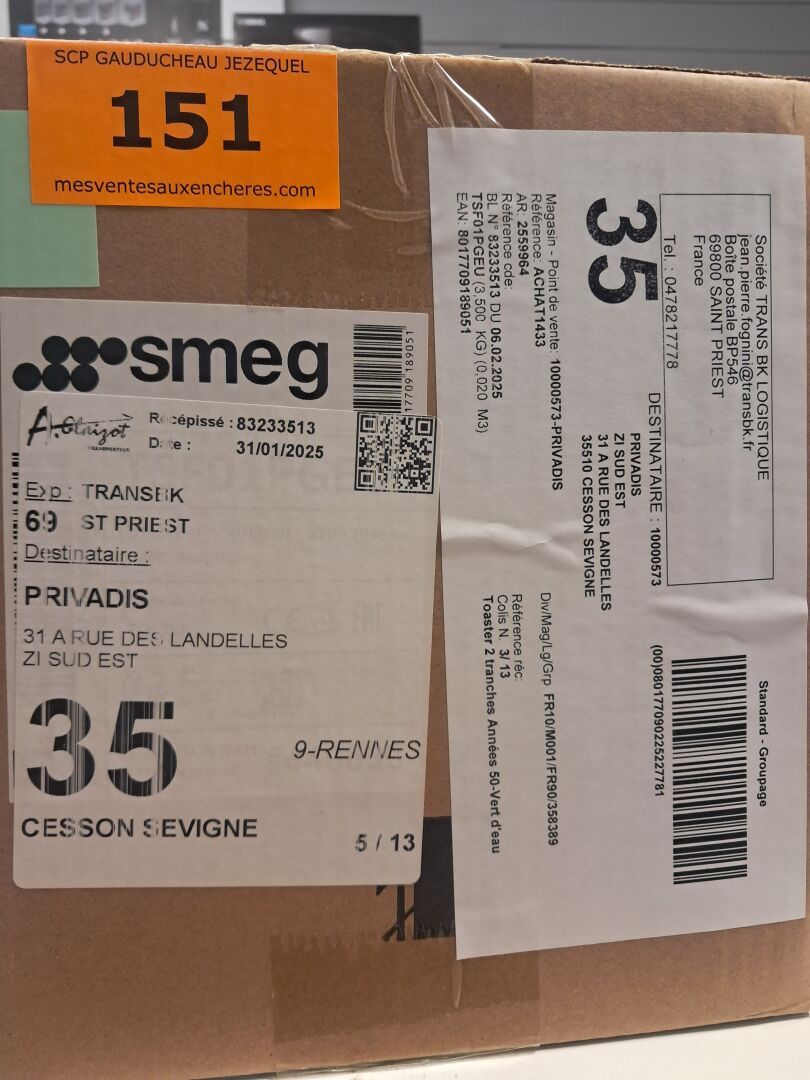 SCP GAUDUCHEAU JEZEQUEL
151
mesventesauxencheres.com
smeg
17709 189051
Récépissé : 83233513
Date : 31/01/2025
Exp : TRANSBK
69 ST PRIEST
Destinataire :
PRIVADIS
31 A RUE DES LANDELLES
ZI SUD EST
35
9-RENNES
CESSON SEVIGNE
5 / 13
Société TRANS BK LOGISTIQUE
jean.pierre.fognini@transbk.fr
Boîte postale BP546
69800 SAINT PRIEST
France
Tel. : 0478217778
35
DESTINATAIRE : 10000573
PRIVADIS
ZI SUD EST
31 A RUE DES LANDELLES
35510 CESSON SEVIGNE
Magasin - Point de vente: 10000573-PRIVADIS
Référence: ACHAT1433
AR: 2559964
Référence cde:
BL N° 83233513 DU 06.02.2025
TSF01PGEU (3,500 KG) (0,020 M3)
EAN: 8017709189051
Standard - Groupage
(00)080177090225227781
Div/Mag/Lg/Grp FR10/M001/FR90/358389
Référence réc:
Colis N. 3/ 13
Toaster 2 tranches Années 50-Vert d'eau